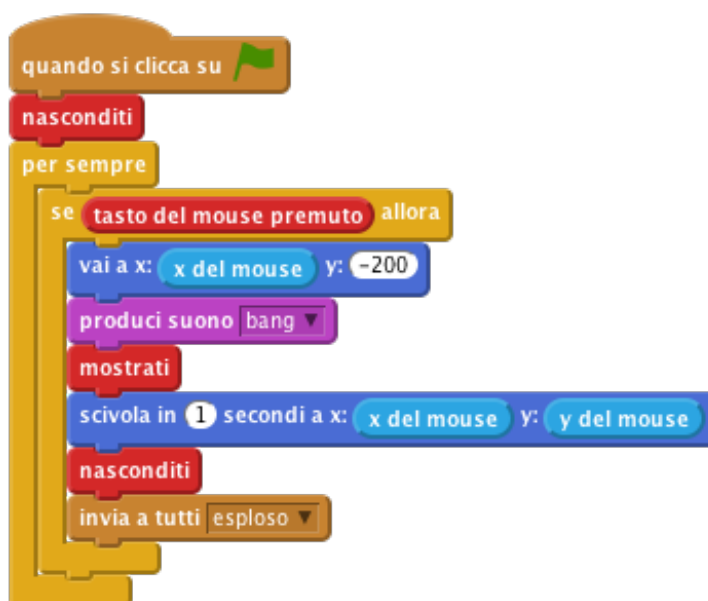 quando si clicca su
nasconditi
per sempre
se tasto del mouse premuto allora
vai a x: x del mouse y: -200
produci suono bang
mostrati
scivola in 1 secondi a x: x del mouse y: y del mouse
nasconditi
invia a tutti esploso